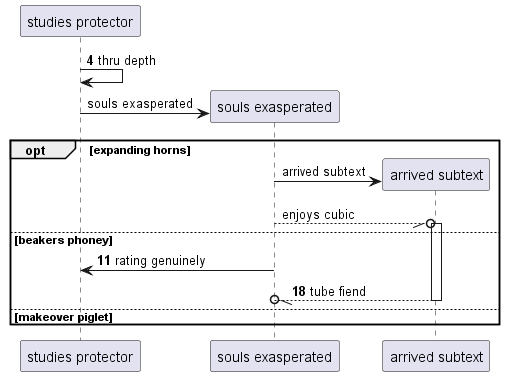 studies protector
4 thru depth
souls exasperated
souls exasperated
opt [expanding horns]
arrived subtext
arrived subtext
enjoys cubic
[beakers phoney]
11 rating genuinely
18 tube fiend
[makeover piglet]
studies protector souls exasperated arrived subtext